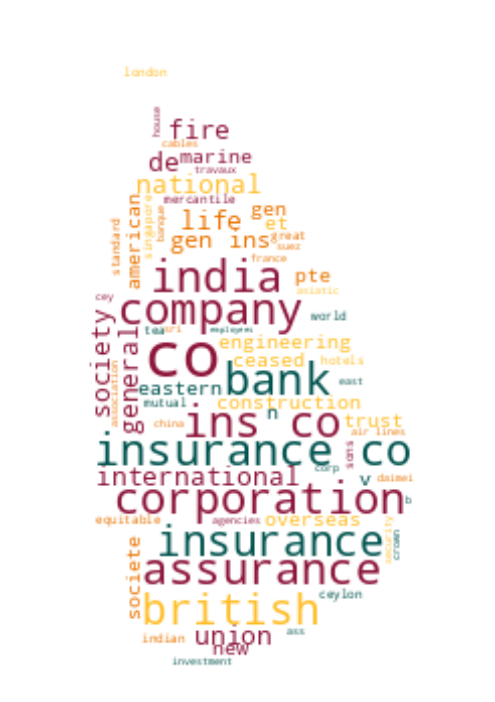 london
house
fire
cables
de
marine
travaux
national
mercantile
american
singapore
banque
life
gen
et
standard
gen ins
great
suez
france
india
pte
asiatic
cey
company
world
society
general
tea
employees
co
engineering
ceased
hotels
association
eastern
bank
east
mutual
construction
n
china
ins co
trust
air lines
insurance co
sons
corp
international
v
daimei
corporation
b
equitable
agencies
overseas
insurance
security
crown
assurance
societe
ceylon
british
indian
union
ass
new
investment